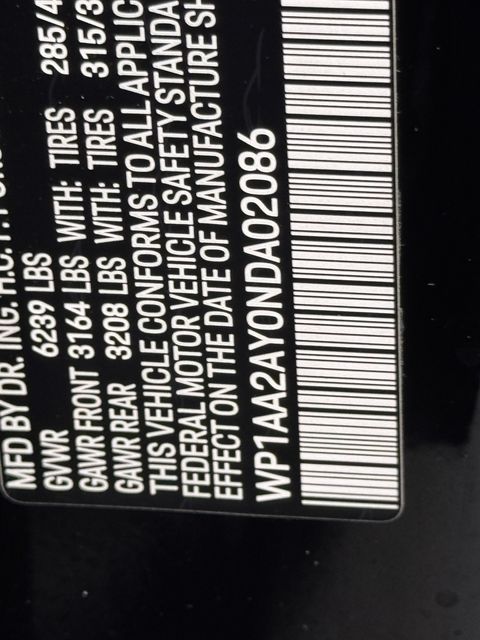 MFD BY DR. ING. H.C. F.
GVWR 6239 LBS
GAWR FRONT 3164 LBS WITH: TIRES 285/4
GAWR REAR 3208 LBS WITH: TIRES 315/3
THIS VEHICLE CONFORMS TO ALL APPLIC
FEDERAL MOTOR VEHICLE SAFETY STANDA
EFFECT ON THE DATE OF MANUFACTURE SH
WP1AA2AY0NDA02086